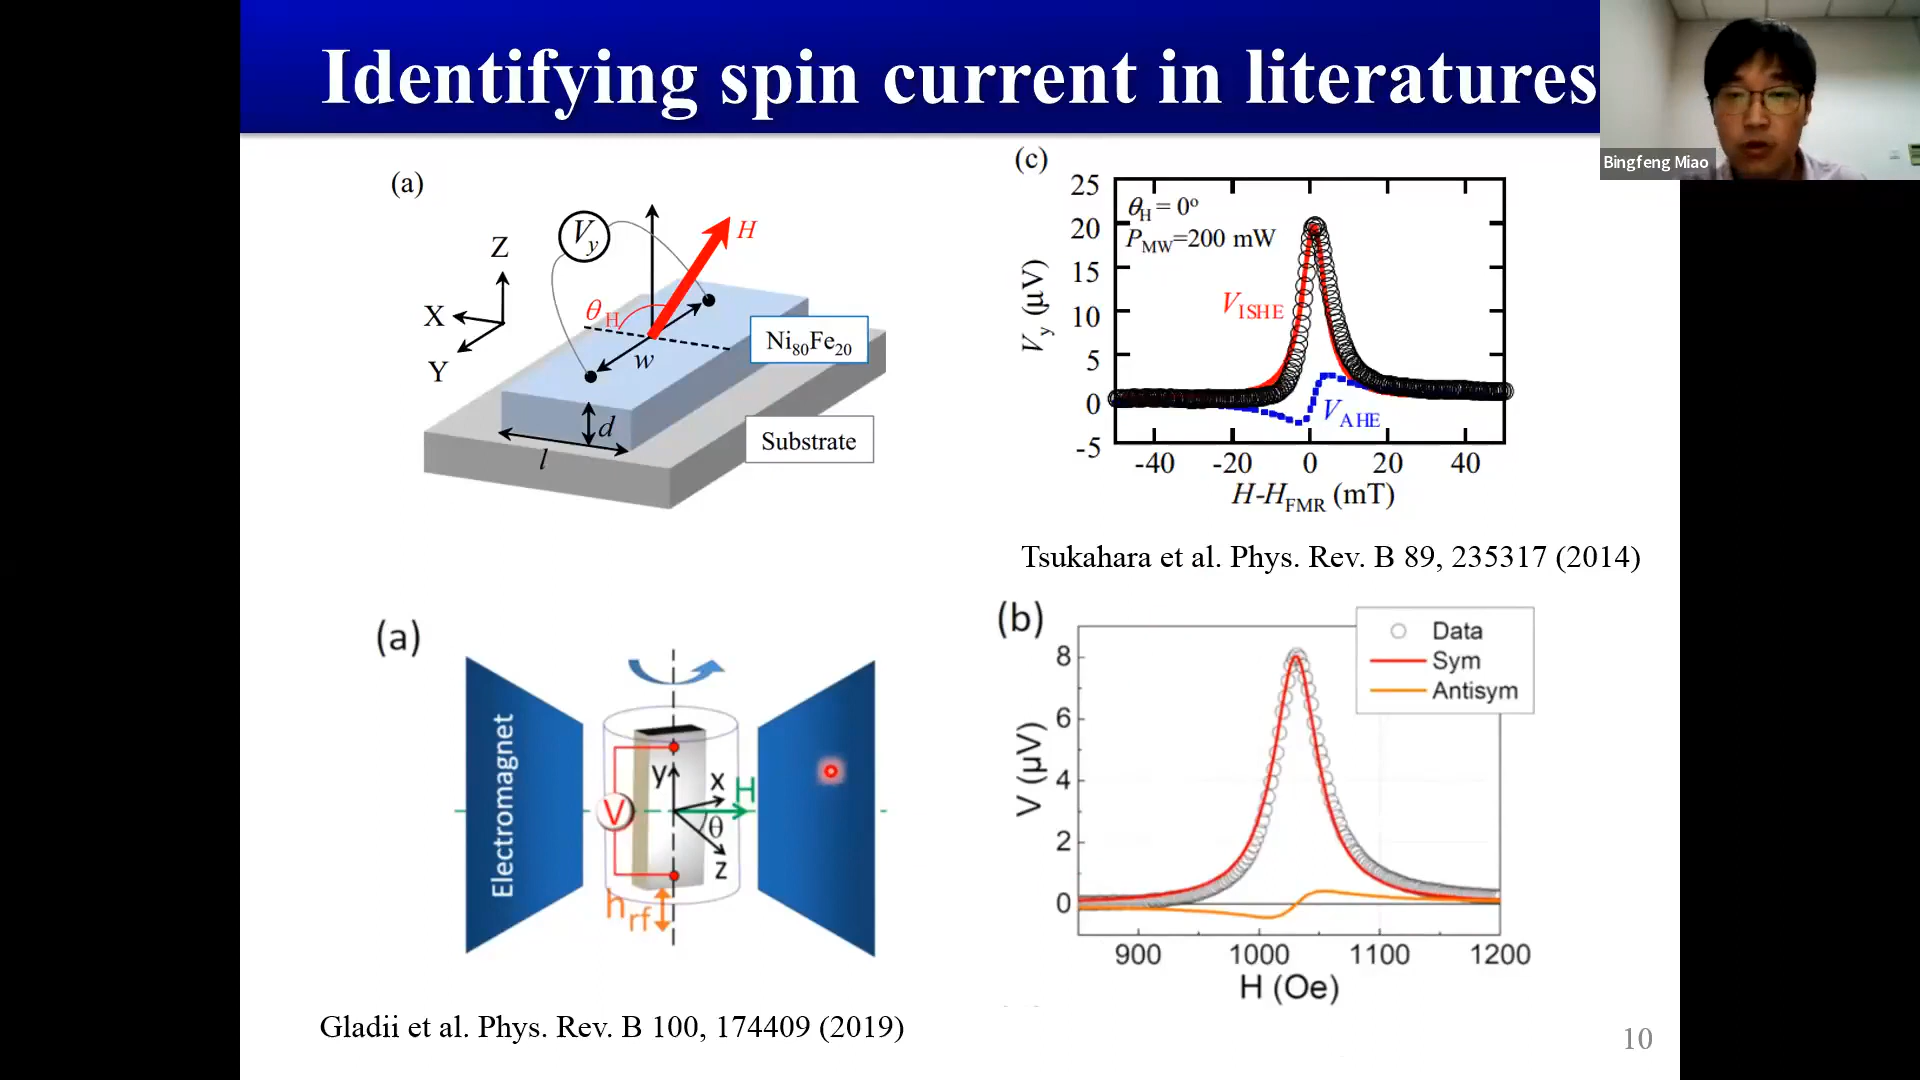 Identifying spin current in literatures
Bingfeng Miao
(a)
Z
X
Y
Vy
H
θH
w
d
l
Ni80Fe20
Substrate
(c)
θH = 0o
PMW=200 mW
VISHE
VAHE
25
20
15
10
5
0
-5
-40 -20 0 20 40
Vy (μV)
H-HFMR (mT)
Tsukahara et al. Phys. Rev. B 89, 235317 (2014)
(a)
Electromagnet
V
y
x
H
θ
z
hrf
Gladii et al. Phys. Rev. B 100, 174409 (2019)
(b)
Data
Sym
Antisym
8
6
4
2
0
900 1000 1100 1200
V (μV)
H (Oe)
10